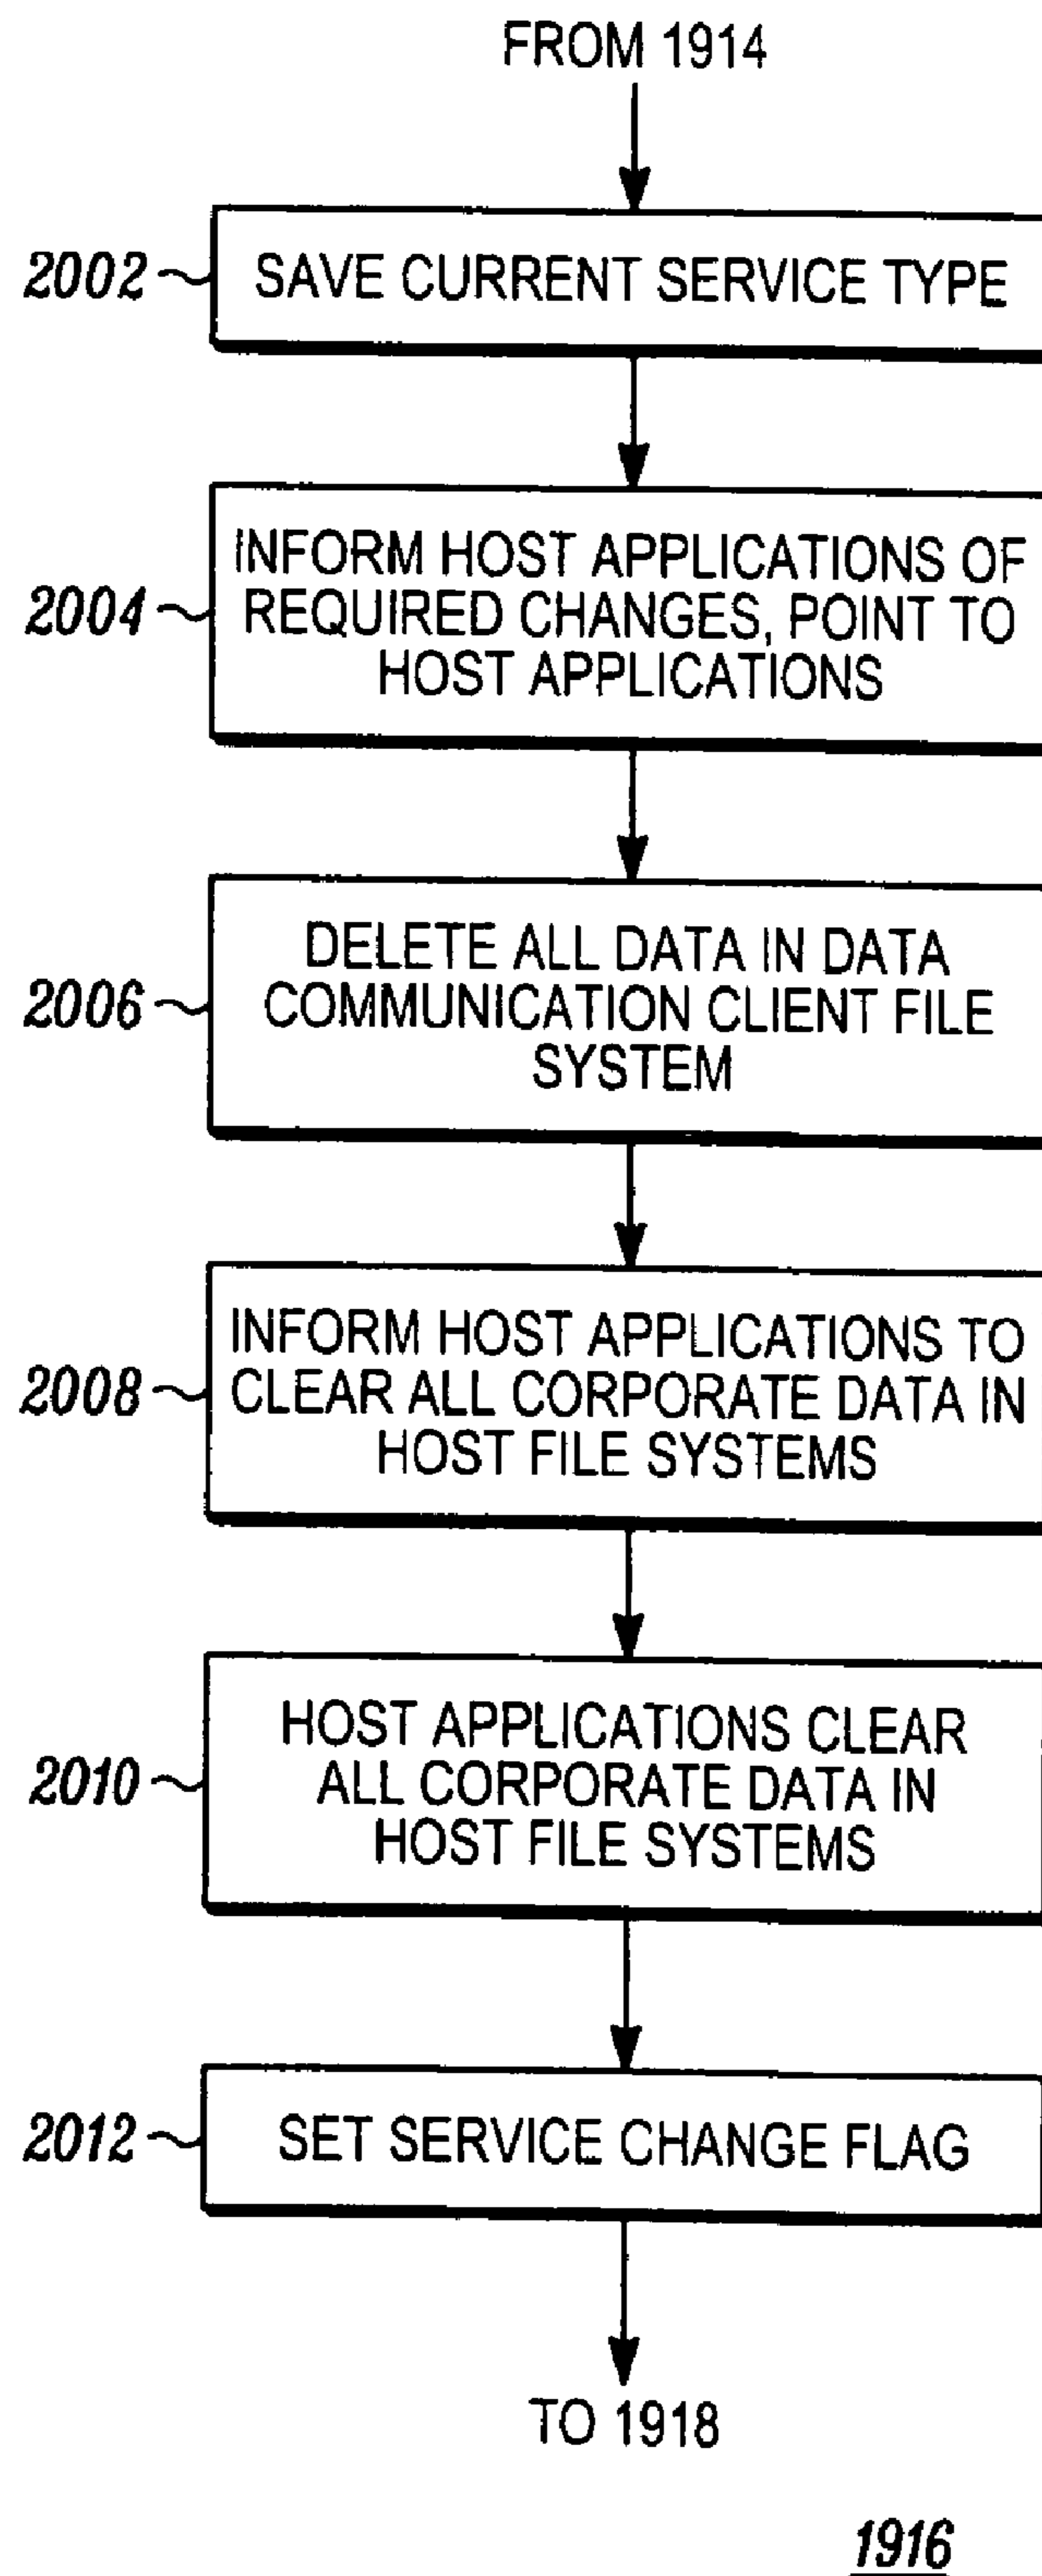 FROM 1914
2002
SAVE CURRENT SERVICE TYPE
2004
INFORM HOST APPLICATIONS OF
REQUIRED CHANGES, POINT TO
HOST APPLICATIONS
2006
DELETE ALL DATA IN DATA
COMMUNICATION CLIENT FILE
SYSTEM
2008
INFORM HOST APPLICATIONS TO
CLEAR ALL CORPORATE DATA IN
HOST FILE SYSTEMS
2010
HOST APPLICATIONS CLEAR
ALL CORPORATE DATA IN
HOST FILE SYSTEMS
2012
SET SERVICE CHANGE FLAG
TO 1918
1916